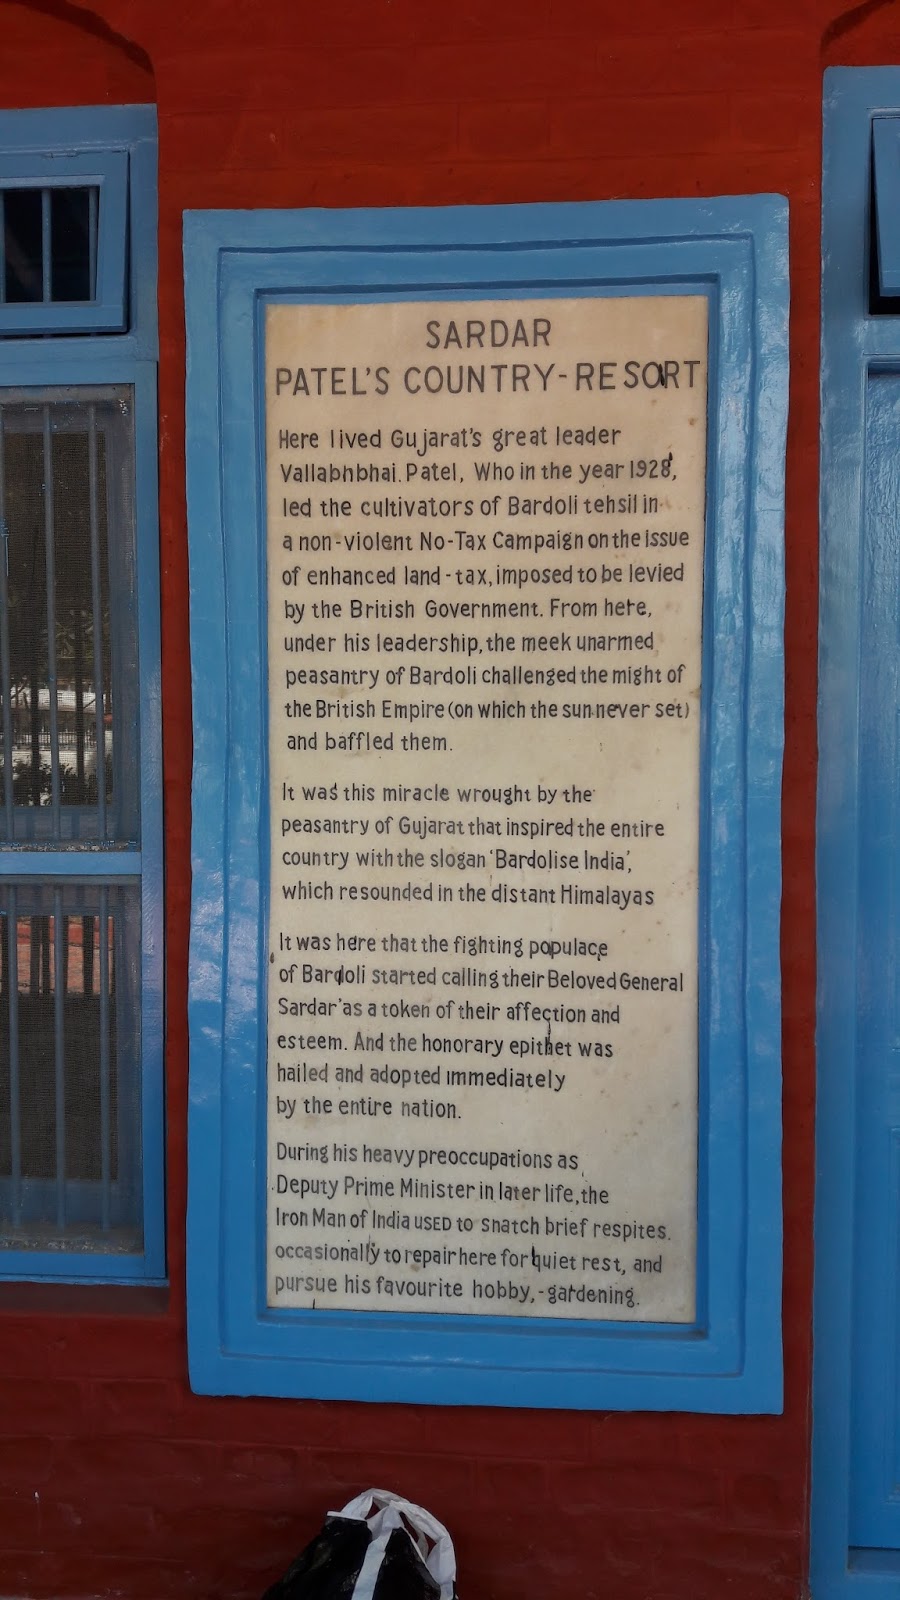 SARDAR
PATEL'S COUNTRY-RESORT
Here lived Gujarat's great leader
Vallabhbhai. Patel, Who in the year 1928,
led the cultivators of Bardoli tehsil in
a non-violent No-Tax Campaign on the issue
of enhanced land-tax, imposed to be levied
by the British Government. From here,
under his leadership, the meek unarmed
peasantry of Bardoli challenged the might of
the British Empire (on which the sun never set)
and baffled them.
It was this miracle wrought by the
peasantry of Gujarat that inspired the entire
country with the slogan 'Bardolise India',
which resounded in the distant Himalayas
It was here that the fighting populace
of Bardoli started calling their Beloved General
Sardar' as a token of their affection and
esteem. And the honorary epithet was
hailed and adopted immediately
by the entire nation.
During his heavy preoccupations as
Deputy Prime Minister in later life, the
Iron Man of India USED to snatch brief respites.
occasionally to repair here for quiet rest, and
pursue his favourite hobby, -gardening.